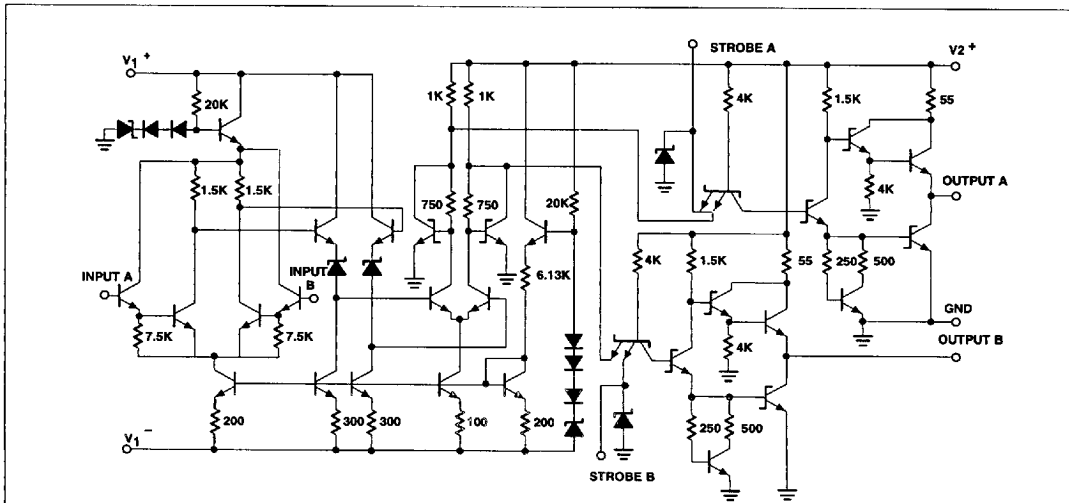 STROBE A
V1+
V2+
20K
1K
1K
4K
1.5K
55
1.5K
1.5K
750
750
20K
4K
OUTPUT A
INPUT A
INPUT
B
6.13K
4K
1.5K
55
250
500
7.5K
7.5K
GND
4K
OUTPUT B
200
300
300
100
200
250
500
V1-
STROBE B